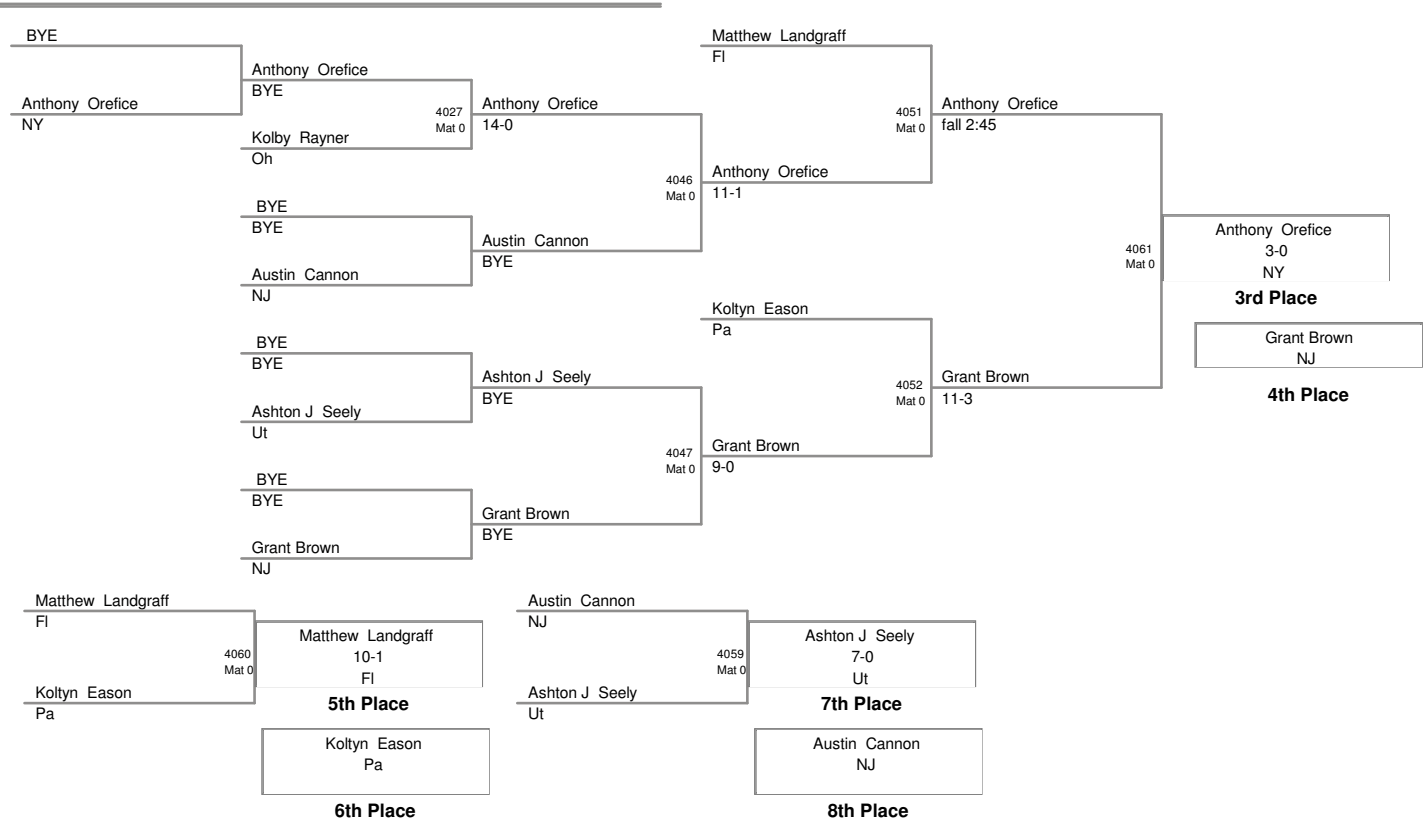 BYE
Anthony Orefice
NY
Anthony Orefice
BYE
Kolby Rayner
Oh
BYE
BYE
Austin Cannon
NJ
BYE
BYE
Ashton J Seely
Ut
BYE
BYE
Grant Brown
NJ
4027
Mat 0
Anthony Orefice
14-0
Austin Cannon
BYE
Ashton J Seely
BYE
Grant Brown
BYE
4046
Mat 0
4047
Mat 0
Matthew Landgraff
Fl
Anthony Orefice
11-1
Koltyn Eason
Pa
Grant Brown
9-0
4051
Mat 0
4052
Mat 0
Anthony Orefice
fall 2:45
Grant Brown
11-3
4061
Mat 0
Anthony Orefice
3-0
NY
3rd Place
Grant Brown
NJ
4th Place
Matthew Landgraff
Fl
Koltyn Eason
Pa
4060
Mat 0
Matthew Landgraff
10-1
Fl
5th Place
Koltyn Eason
Pa
6th Place
Austin Cannon
NJ
Ashton J Seely
Ut
4059
Mat 0
Ashton J Seely
7-0
Ut
7th Place
Austin Cannon
NJ
8th Place